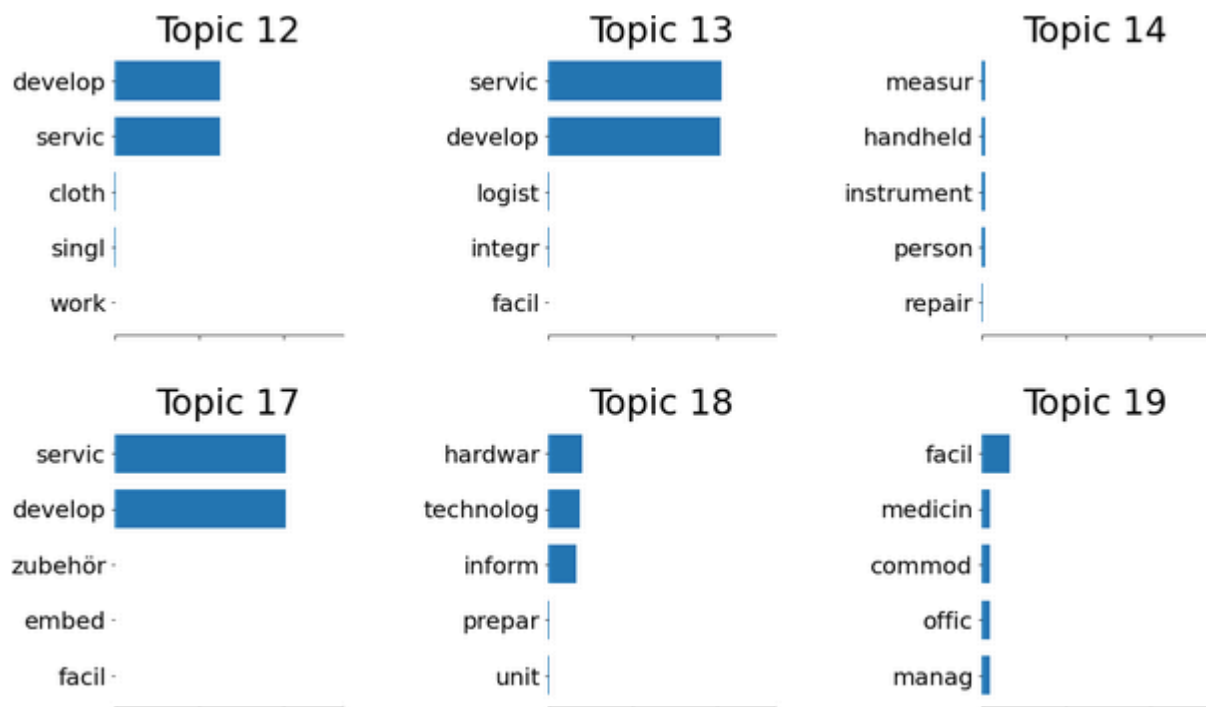 Topic 12
develop
servic
cloth
singl
work
Topic 13
servic
develop
logist
integr
facil
Topic 14
measur
handheld
instrument
person
repair
Topic 17
servic
develop
zubehör
embed
facil
Topic 18
hardwar
technolog
inform
prepar
unit
Topic 19
facil
medicin
commod
offic
manag